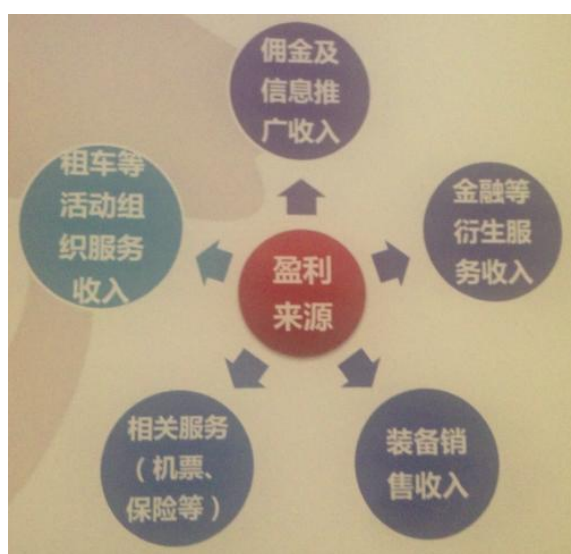 佣金及
信息推
广收入
租车等
活动组
织服务
收入
金融等
衍生服
务收入
盈利
来源
相关服务
（机票、
保险等）
装备销
售收入